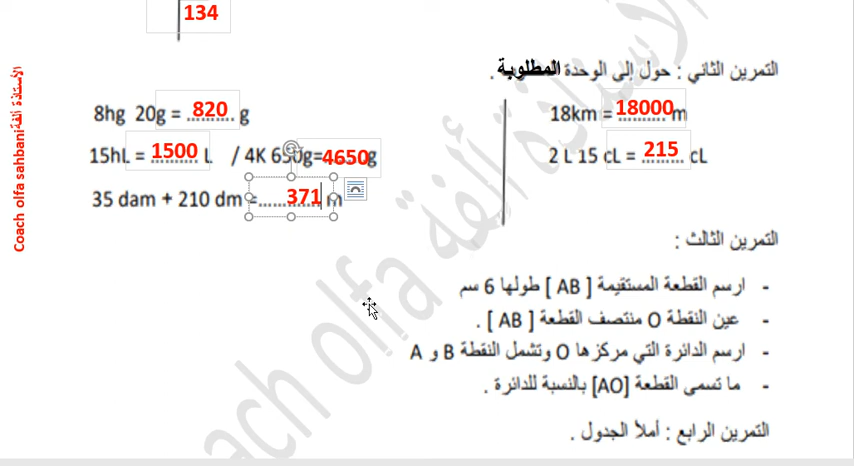 134
التمرين الثاني : حول إلى الوحدة المطلوبة .
18km = 18000 m
8hg 20g = 820 g
2 L 15 cL = 215 cL
15hL = 1500 L / 4K 650g=4650g
35 dam + 210 dm = 371 m
التمرين الثالث :
- ارسم القطعة المستقيمة [ AB ] طولها 6 سم
- عين النقطة O منتصف القطعة [ AB ] .
- ارسم الدائرة التي مركزها O وتشمل النقطة B و A
- ما تسمى القطعة [AO] بالنسبة للدائرة .
التمرين الرابع : أملأ الجدول .
Coach olfa sahbani الأستاذة ألفة